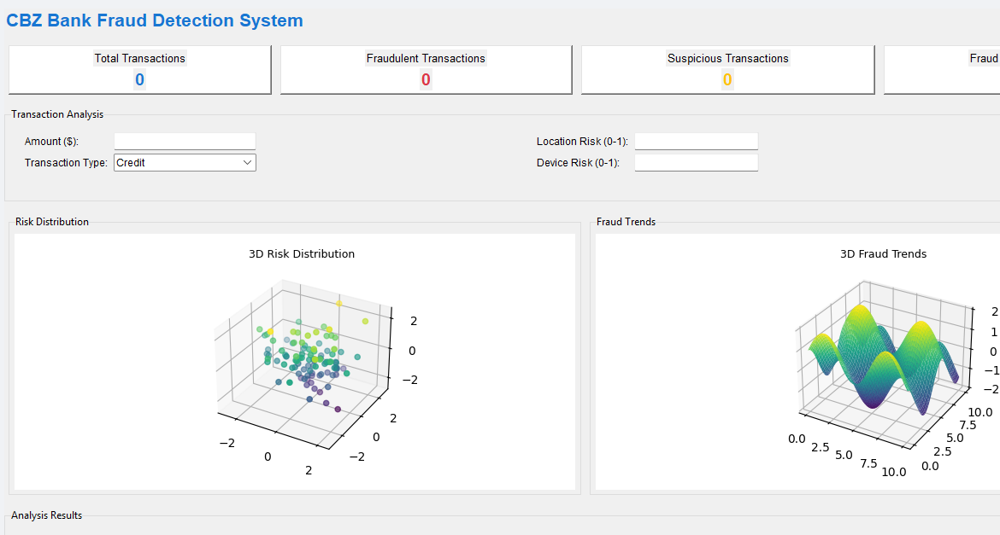 CBZ Bank Fraud Detection System
Total Transactions
0
Fraudulent Transactions
0
Suspicious Transactions
0
Fraud
Transaction Analysis
Amount ($):
Location Risk (0-1):
Transaction Type: Credit
Device Risk (0-1):
Risk Distribution
3D Risk Distribution
2
0
−2
2
0
−2
−2
0
2
Fraud Trends
3D Fraud Trends
2
1
0
−1
−2
10.0
7.5
5.0
2.5
0.0
0.0
2.5
5.0
7.5
10.0
Analysis Results